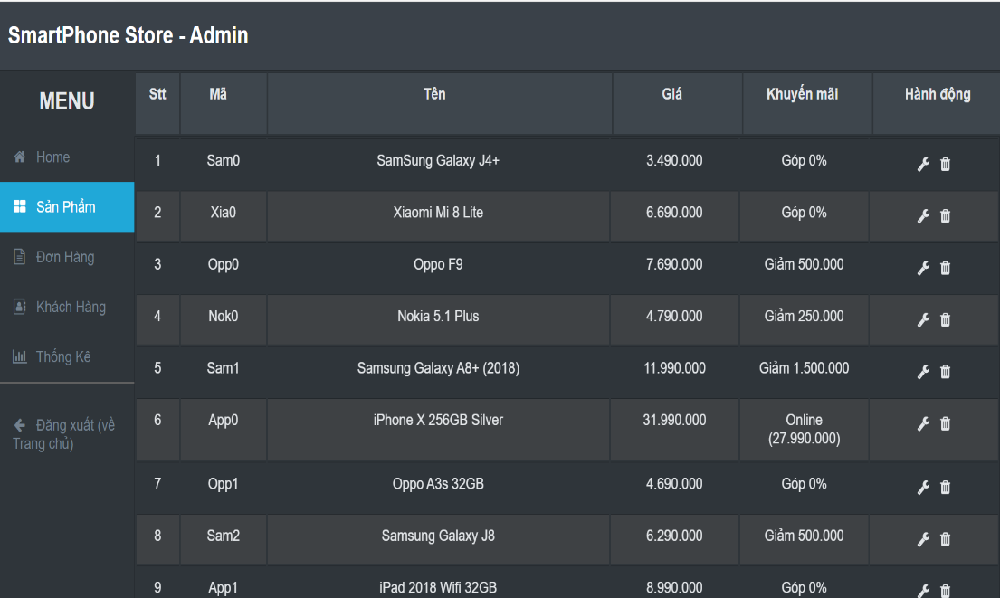 SmartPhone Store - Admin
MENU
Home
Sản Phẩm
Đơn Hàng
Khách Hàng
Thống Kê
Đăng xuất (về
Trang chủ)
Stt Mã Tên Giá Khuyến mãi Hành động
1 Sam0 SamSung Galaxy J4+ 3.490.000 Góp 0%
2 Xia0 Xiaomi Mi 8 Lite 6.690.000 Góp 0%
3 Opp0 Oppo F9 7.690.000 Giảm 500.000
4 Nok0 Nokia 5.1 Plus 4.790.000 Giảm 250.000
5 Sam1 Samsung Galaxy A8+ (2018) 11.990.000 Giảm 1.500.000
6 App0 iPhone X 256GB Silver 31.990.000 Online
(27.990.000)
7 Opp1 Oppo A3s 32GB 4.690.000 Góp 0%
8 Sam2 Samsung Galaxy J8 6.290.000 Giảm 500.000
9 App1 iPad 2018 Wifi 32GB 8.990.000 Góp 0%